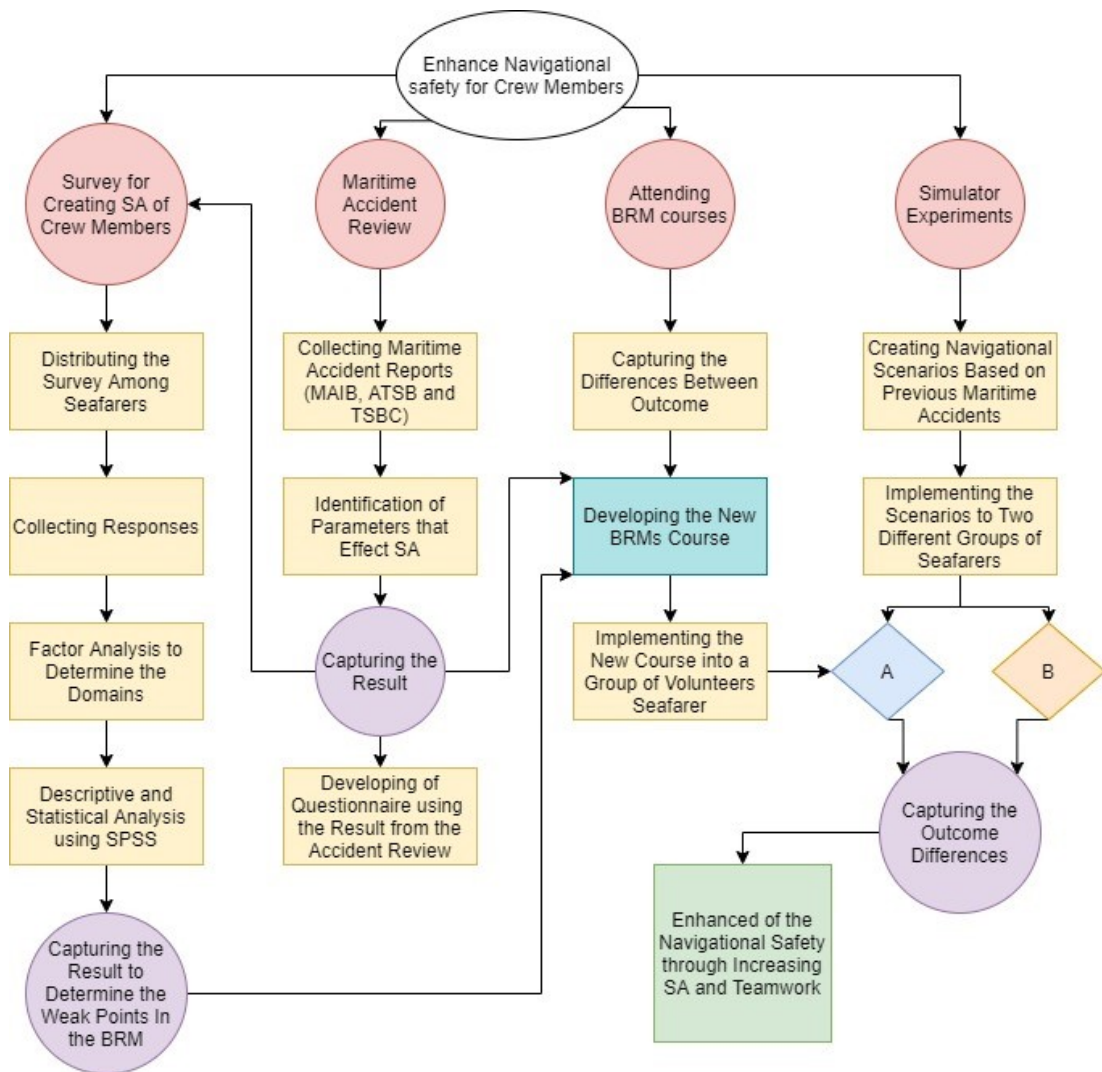 Enhance Navigational
safety for Crew Members
Survey for
Creating SA of
Crew Members
Maritime
Accident
Review
Attending
BRM courses
Simulator
Experiments
Distributing the
Survey Among
Seafarers
Collecting Maritime
Accident Reports
(MAIB, ATSB and
TSBC)
Capturing the
Differences Between
Outcome
Creating Navigational
Scenarios Based on
Previous Maritime
Accidents
Collecting Responses
Identification of
Parameters that
Effect SA
Developing the New
BRMs Course
Implementing the
Scenarios to Two
Different Groups of
Seafarers
Factor Analysis to
Determine the
Domains
Capturing the
Result
Implementing the
New Course into a
Group of Volunteers
Seafarer
A
B
Descriptive and
Statistical Analysis
using SPSS
Developing of
Questionnaire using
the Result from the
Accident Review
Capturing the
Outcome
Differences
Capturing the
Result to
Determine the
Weak Points In
the BRM
Enhanced of the
Navigational Safety
through Increasing
SA and Teamwork